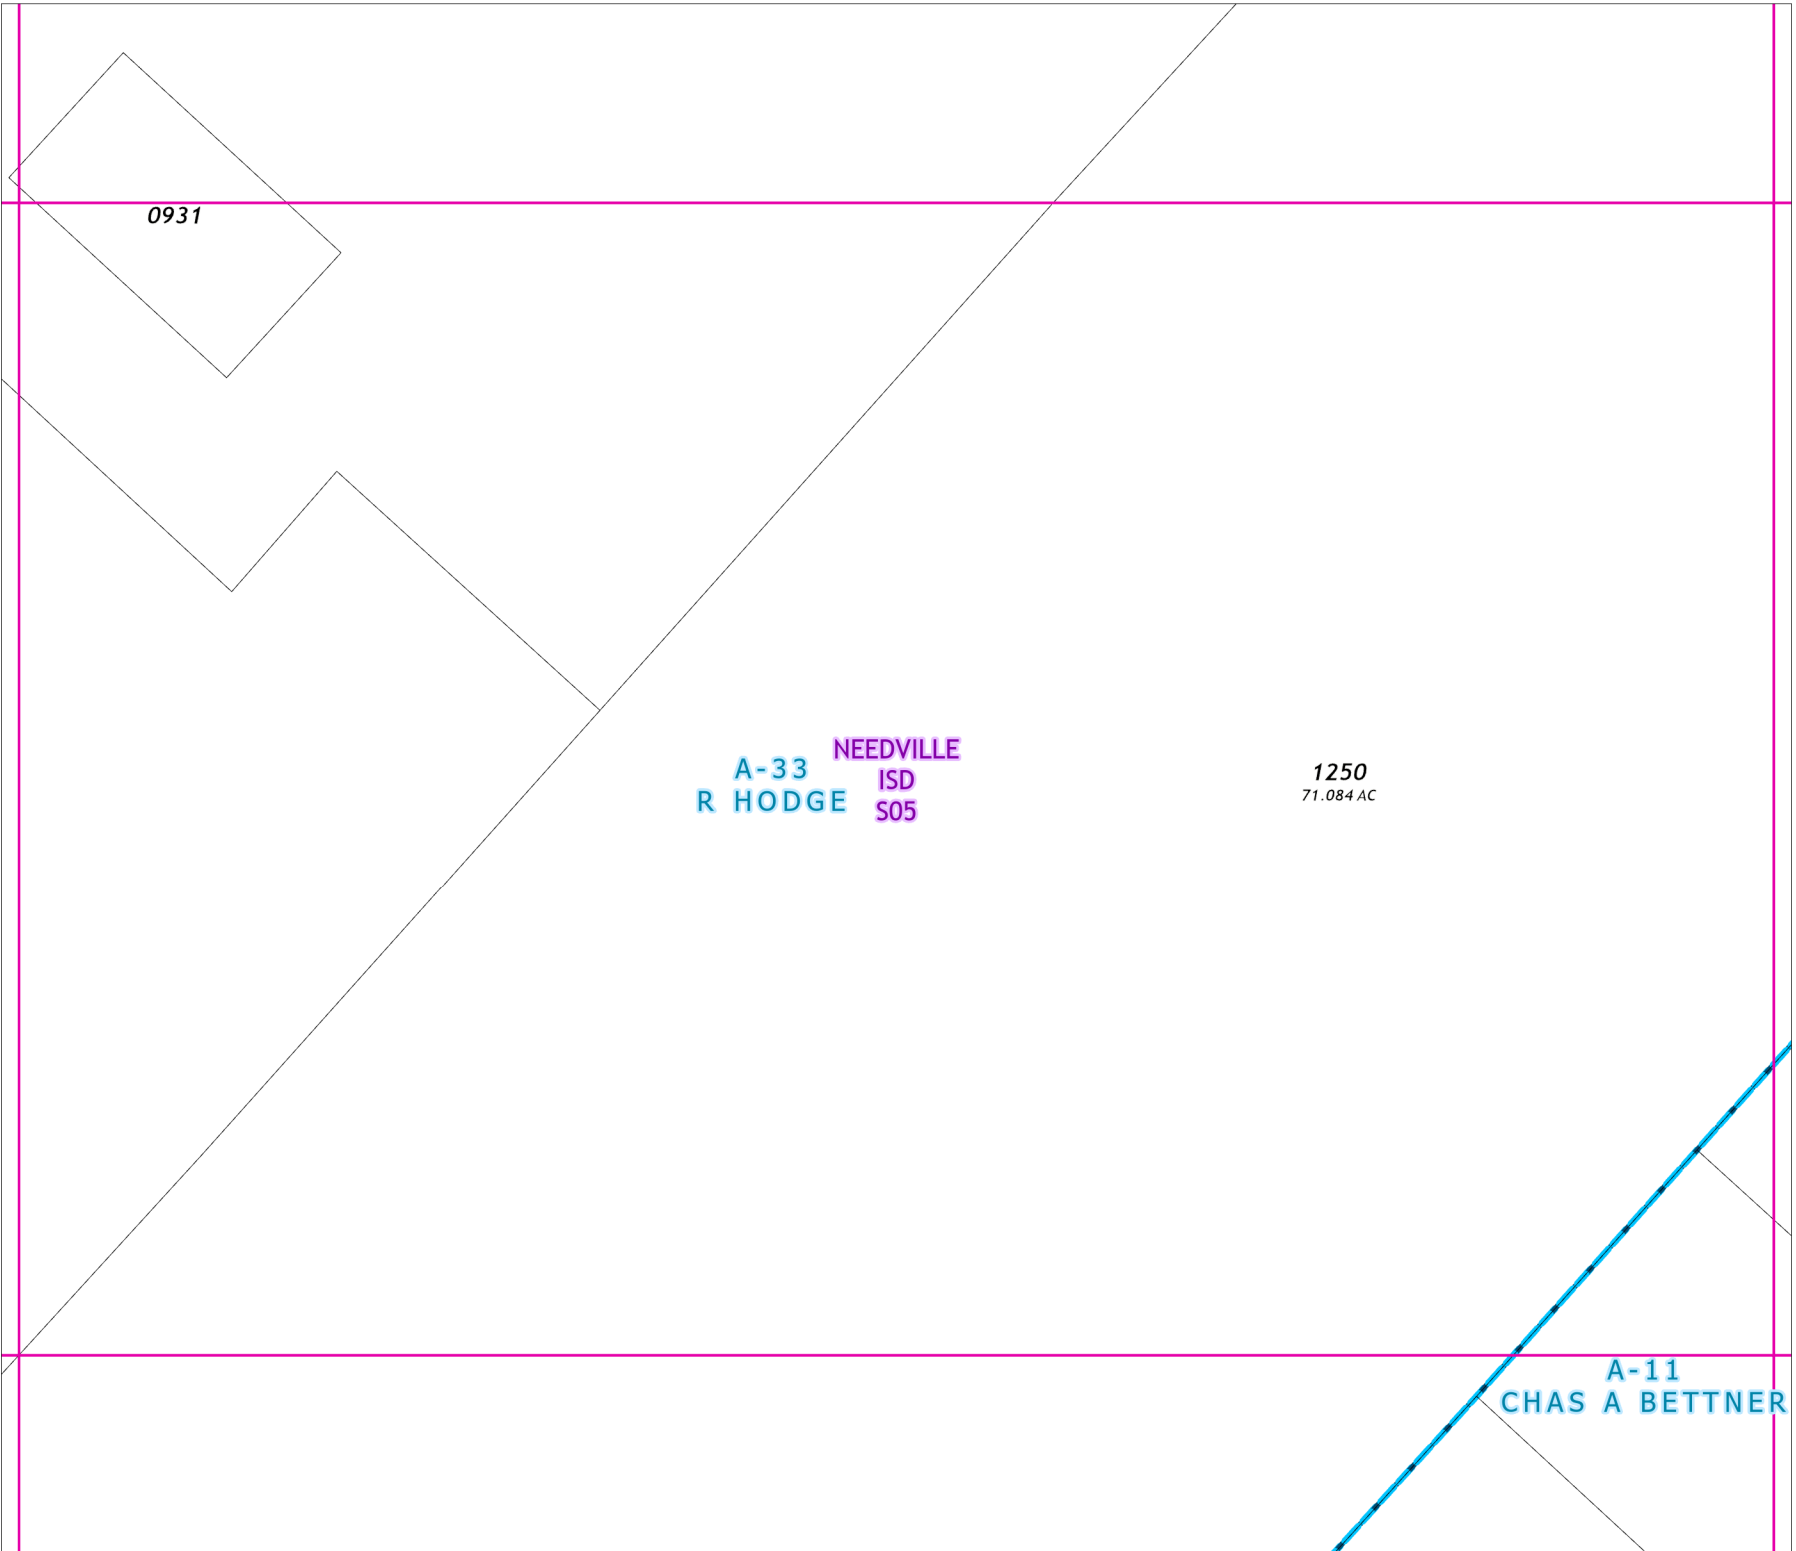 0931
A-33
R HODGE
NEEDVILLE
ISD
S05
1250
71.084 AC
A-11
CHAS A BETTNER